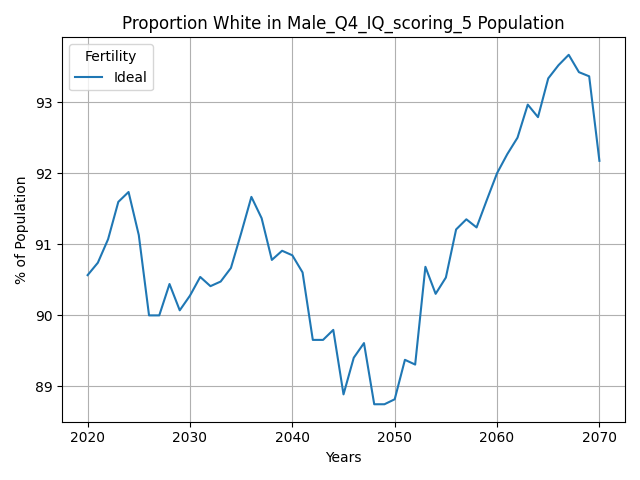 Proportion White in Male_Q4_IQ_scoring_5 Population
Fertility
Ideal
% of Population
93
92
91
90
89
2020 2030 2040 2050 2060 2070
Years